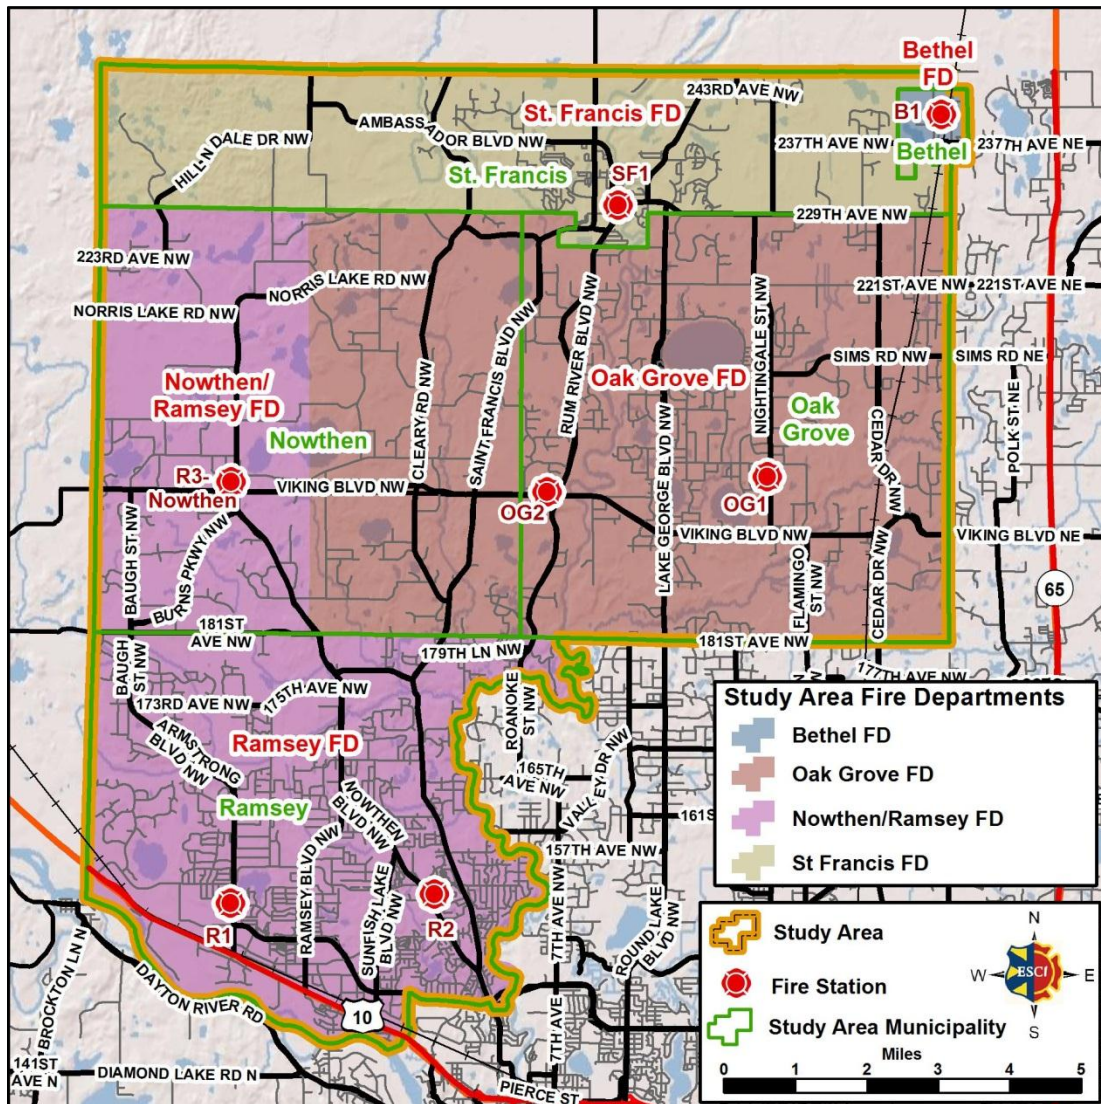 Bethel
FD
243RD AVE NW
B1
St. Francis FD
AMBASSADOR BLVD NW
HILL N DALE DR NW
237TH AVE NW
Bethel
237TH AVE NE
St. Francis
SF1
229TH AVE NW
223RD AVE NW
NORRIS LAKE RD NW
221ST AVE NW
221ST AVE NE
NORRIS LAKE RD NW
CLEARY RD NW
SAINT FRANCIS BLVD NW
RUM RIVER BLVD NW
LAKE GEORGE BLVD NW
NIGHTINGALE ST NW
SIMS RD NW
SIMS RD NE
POLK ST NE
Nowthen/
Ramsey FD
Oak Grove FD
Oak
Grove
Nowthen
CEDAR DR NW
R3-
Nowthen
VIKING BLVD NW
OG2
OG1
VIKING BLVD NW
VIKING BLVD NE
BAUGH ST NW
BURNS PKWY NW
FLAMINGO
ST NW
CEDAR DR NW
65
181ST
AVE NW
179TH LN NW
181ST AVE NW
BAUGH
ST NW
177TH AVE NW
173RD AVE NW
175TH AVE NW
ROANOKE
ST NW
Ramsey FD
ARMSTRONG
BLVD NW
Ramsey
NOWTHEN
BLVD NW
165TH
AVE NW
VALLEY DR NW
161S
157TH AVE NW
RAMSEY BLVD NW
SUNFISH LAKE
BLVD NW
R1
R2
7TH AVE NW
ROUND LAKE
BLVD NW
BROCKTON LN N
DAYTON RIVER RD
10
7TH AVE NW
141ST
AVE N
DIAMOND LAKE RD N
PIERCE ST
Study Area Fire Departments
Bethel FD
Oak Grove FD
Nowthen/Ramsey FD
St Francis FD
Study Area
Fire Station
Study Area Municipality
N
W
ESCI
E
S
Miles
0 1 2 3 4 5